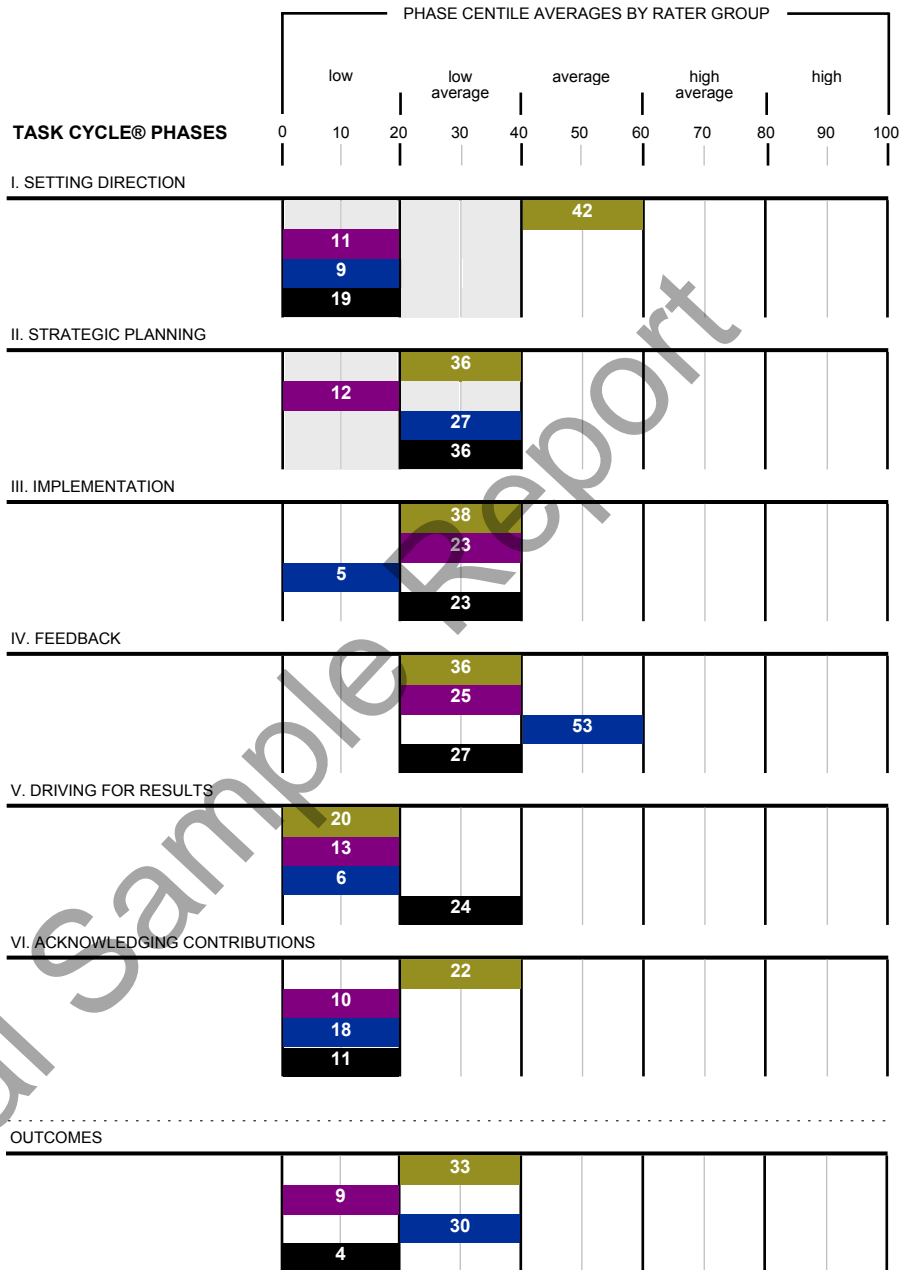 PHASE CENTILE AVERAGES BY RATER GROUP
low low average average high average high
TASK CYCLE® PHASES 0 10 20 30 40 50 60 70 80 90 100
I. SETTING DIRECTION
42
11
9
19
II. STRATEGIC PLANNING
36
12
27
36
III. IMPLEMENTATION
38
23
5
23
IV. FEEDBACK
36
25
53
27
V. DRIVING FOR RESULTS
20
13
6
24
VI. ACKNOWLEDGING CONTRIBUTIONS
22
10
18
11
OUTCOMES
33
9
30
4
Sample Report